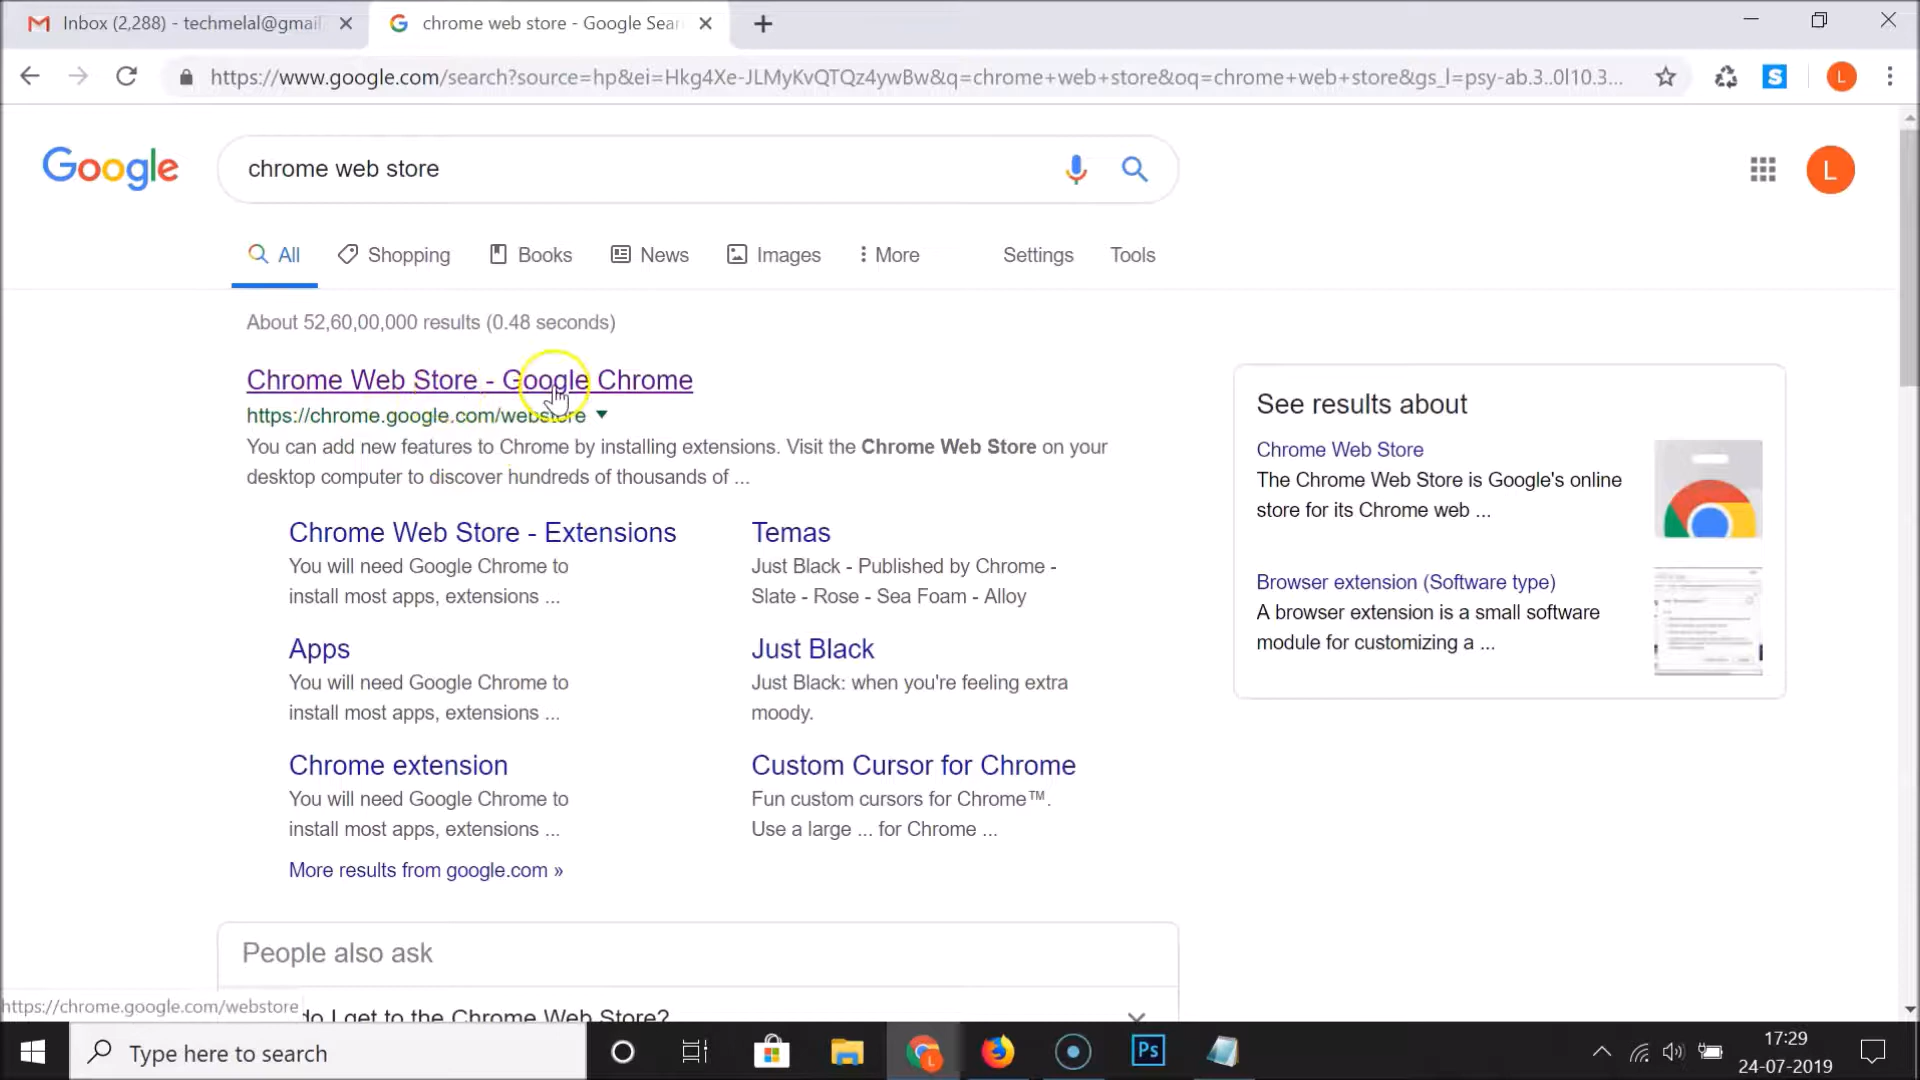 Inbox (2,288) - techmelal@gmail
chrome web store - Google Sear
https://www.google.com/search?source=hp&ei=Hkg4Xe-JLMyKvQTQz4ywBw&q=chrome+web+store&oq=chrome+web+store&gs_l=psy-ab.3..0l10.3...
S
L
Google
chrome web store
L
All
Shopping
Books
News
Images
More
Settings
Tools
About 52,60,00,000 results (0.48 seconds)
Chrome Web Store - Google Chrome
https://chrome.google.com/webstore
You can add new features to Chrome by installing extensions. Visit the Chrome Web Store on your
desktop computer to discover hundreds of thousands of ...
Chrome Web Store - Extensions
You will need Google Chrome to
install most apps, extensions ...
Temas
Just Black - Published by Chrome -
Slate - Rose - Sea Foam - Alloy
Apps
You will need Google Chrome to
install most apps, extensions ...
Just Black
Just Black: when you're feeling extra
moody.
Chrome extension
You will need Google Chrome to
install most apps, extensions ...
Custom Cursor for Chrome
Fun custom cursors for Chrome™.
Use a large ... for Chrome ...
More results from google.com »
See results about
Chrome Web Store
The Chrome Web Store is Google's online
store for its Chrome web ...
Browser extension (Software type)
A browser extension is a small software
module for customizing a ...
People also ask
do I get to the Chrome Web Store?
https://chrome.google.com/webstore
Type here to search
L
Ps
17:29
24-07-2019